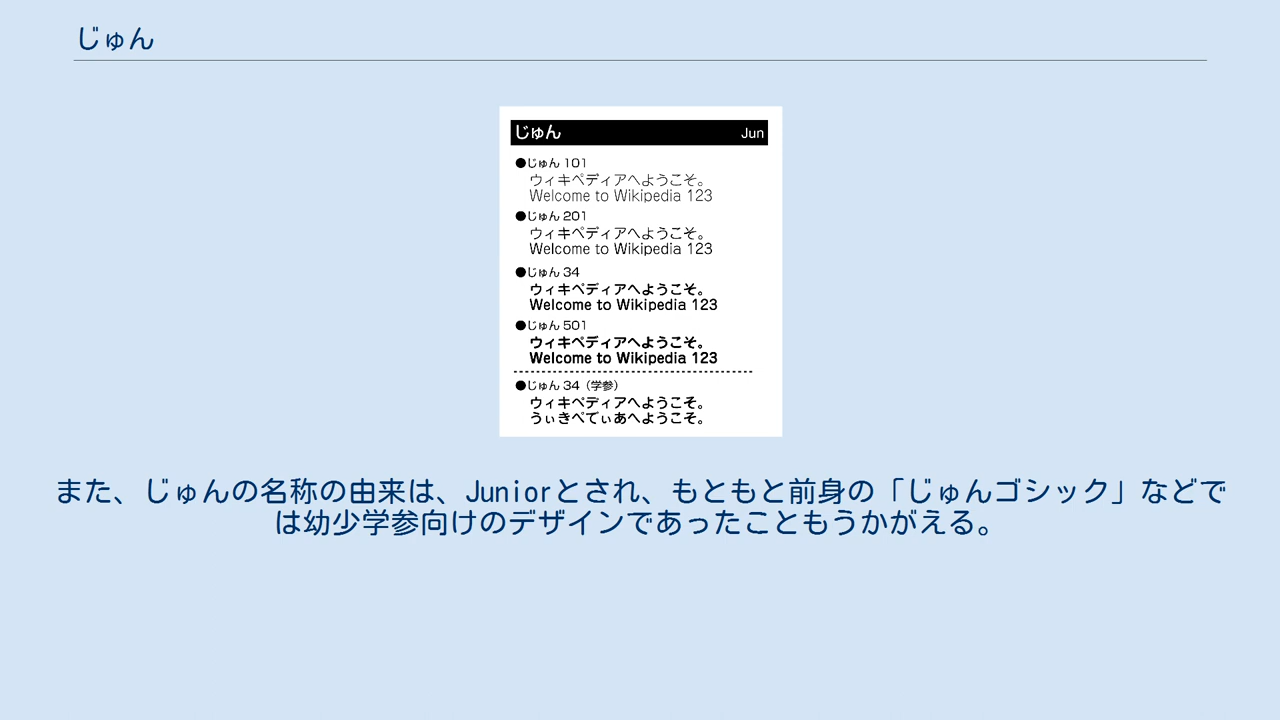 じゅん
じゅん Jun
●じゅん 101
ウィキペディアへようこそ。
Welcome to Wikipedia 123
●じゅん 201
ウィキペディアへようこそ。
Welcome to Wikipedia 123
●じゅん 34
ウィキペディアへようこそ。
Welcome to Wikipedia 123
●じゅん 501
ウィキペディアへようこそ。
Welcome to Wikipedia 123
●じゅん 34（学参）
ウィキペディアへようこそ。
うぃきぺでぃあへようこそ。
また、じゅんの名称の由来は、Juniorとされ、もともと前身の「じゅんゴシック」などで
は幼少学参向けのデザインであったこともうかがえる。